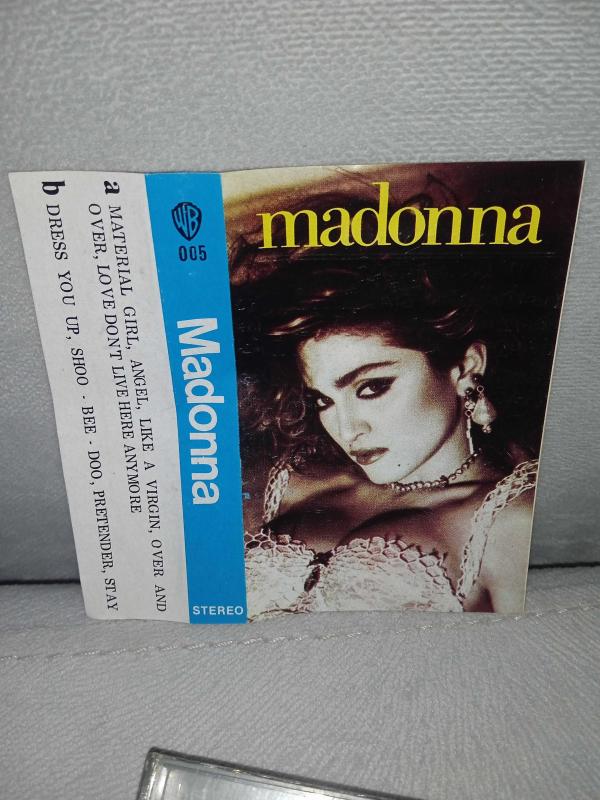 madonna
WB
005
Madonna
STEREO
a MATERIAL GIRL, ANGEL, LIKE A VIRGIN, OVER AND
OVER, LOVE DONT LIVE HERE ANYMORE
b DRESS YOU UP, SHOO - BEE - DOO, PRETENDER, STAY